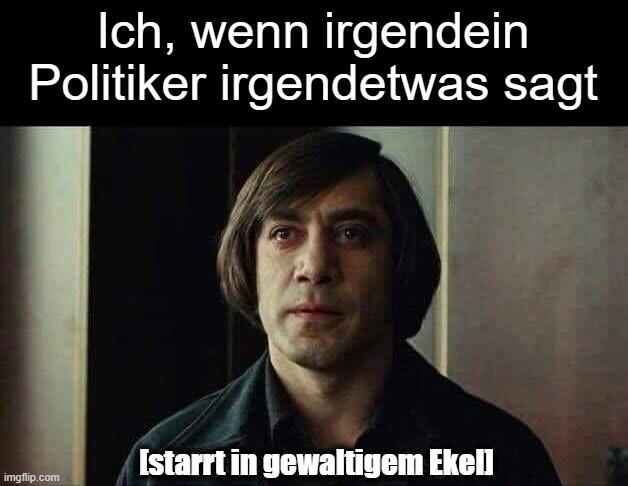 Ich, wenn irgendein
Politiker irgendetwas sagt
[starrt in gewaltigem Ekel]
imgflip.com